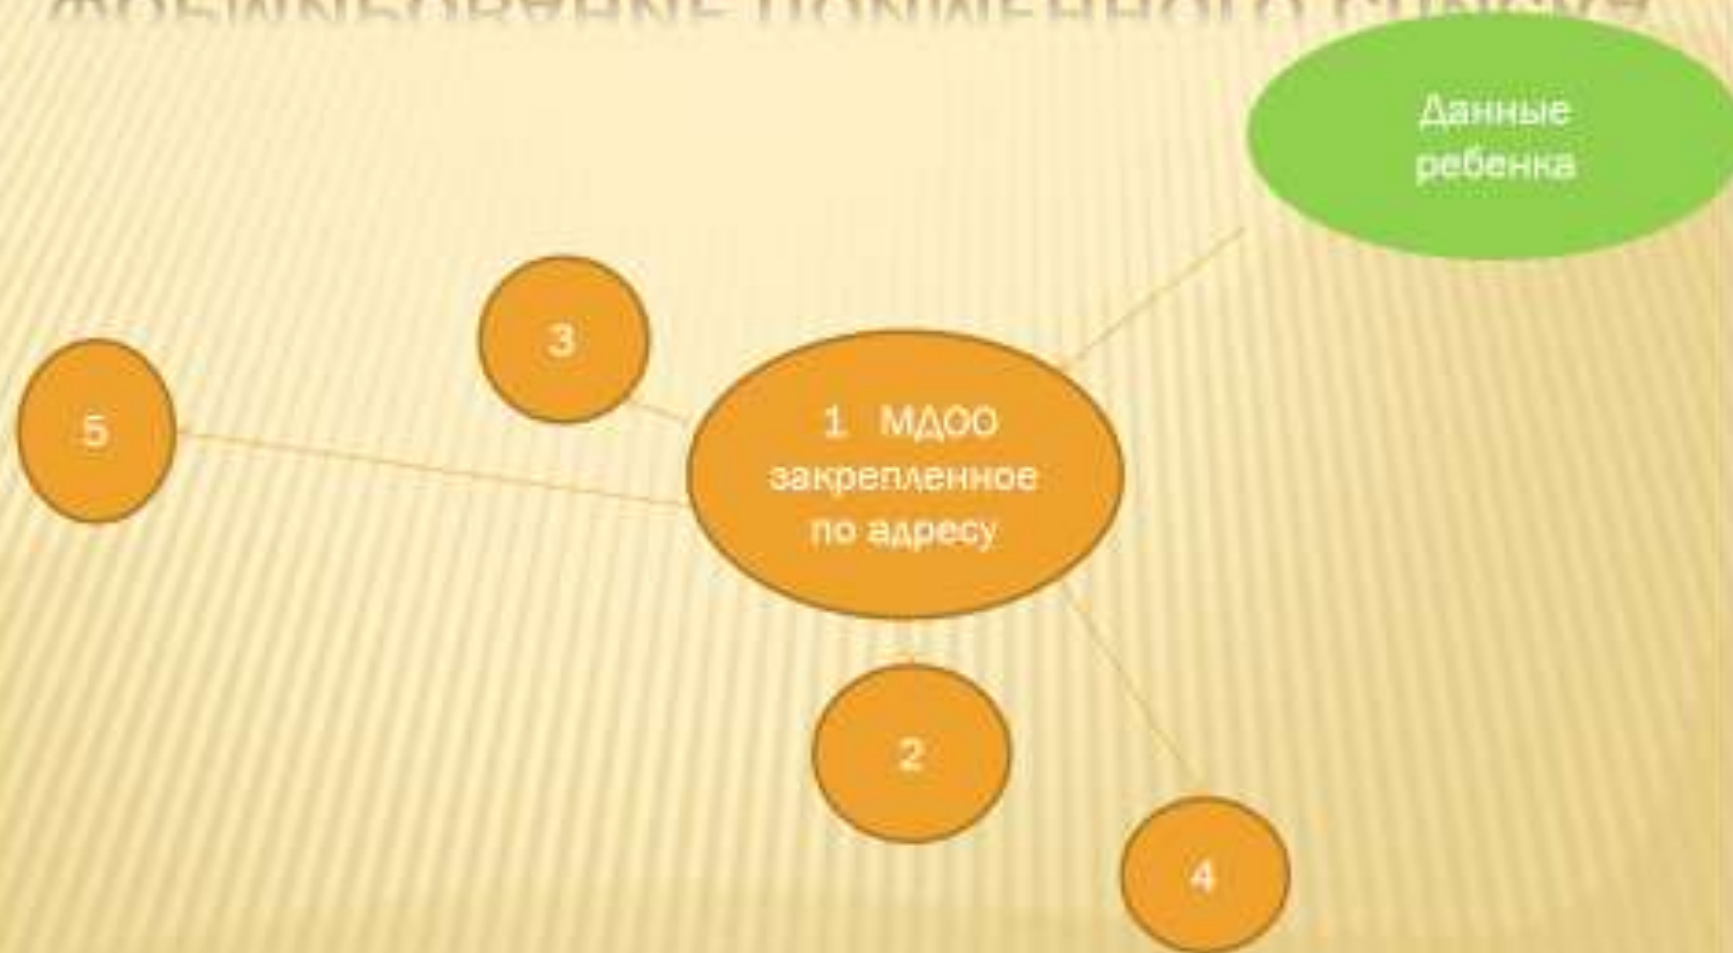 Данные
ребенка
3
5
1 МДОО
закрепленное
по адресу
2
4